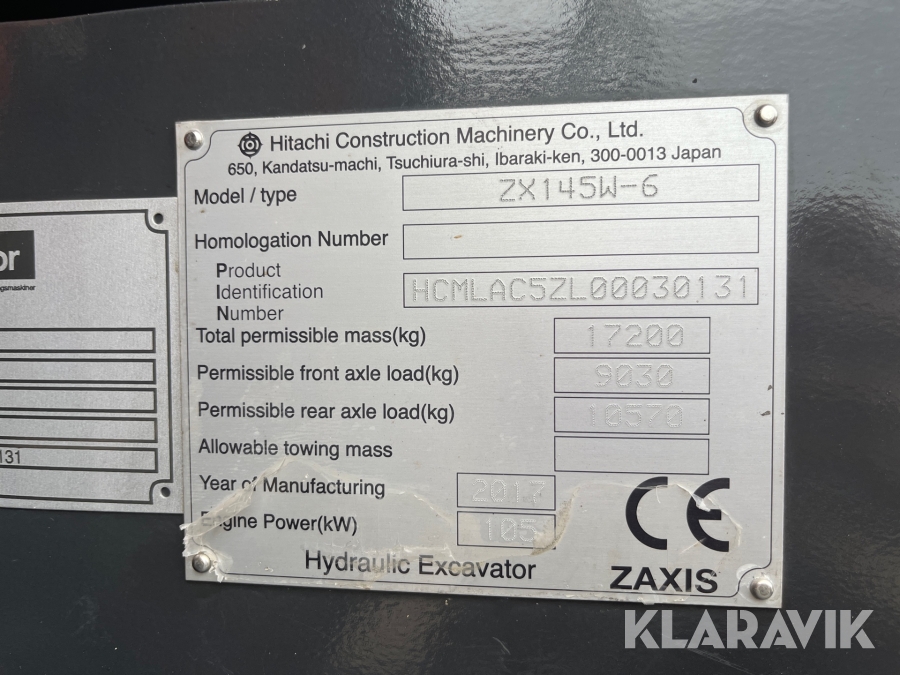 Hitachi Construction Machinery Co., Ltd.
650, Kandatsu-machi, Tsuchiura-shi, Ibaraki-ken, 300-0013 Japan
Model / type ZX145W-6
Homologation Number
Product
Identification HCMLAC5ZL00030131
Number
Total permissible mass(kg) 17200
Permissible front axle load(kg) 9030
Permissible rear axle load(kg) 10570
Allowable towing mass
Year of Manufacturing 2017
Engine Power(kW) 105
Hydraulic Excavator
CE
ZAXIS
or
gsmaskiner
131
KLARAVIK